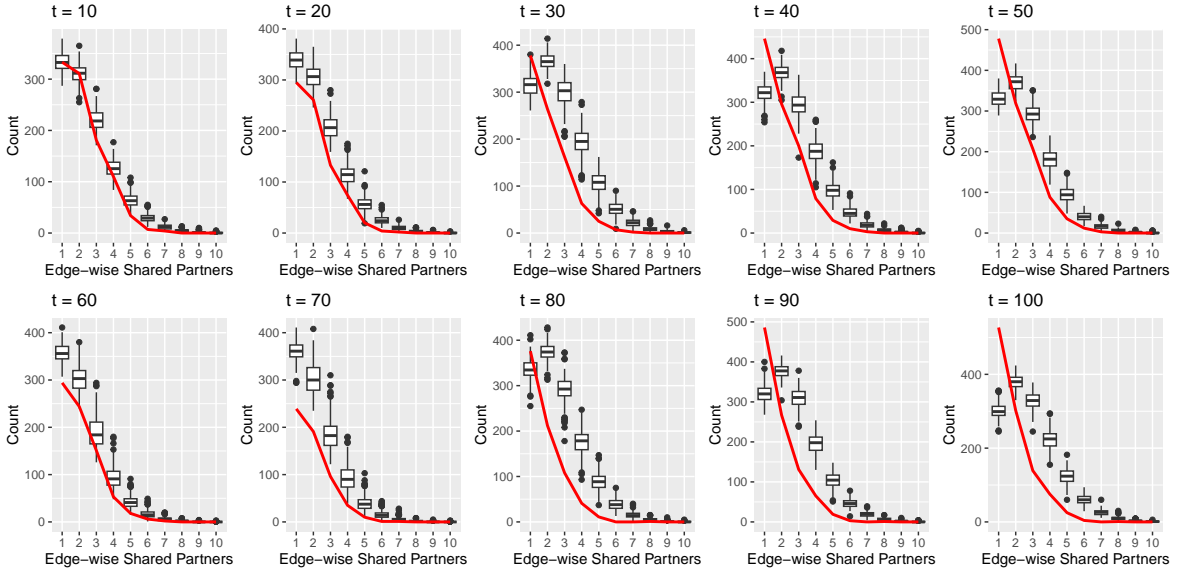 t = 10
t = 20
t = 30
t = 40
t = 50
Count
300
200
100
0
Count
300
200
100
0
Count
400
300
200
100
0
Count
400
300
200
100
0
Count
500
400
300
200
100
0
1 2 3 4 5 6 7 8 9 10
1 2 3 4 5 6 7 8 9 10
1 2 3 4 5 6 7 8 9 10
1 2 3 4 5 6 7 8 9 10
1 2 3 4 5 6 7 8 9 10
Edge−wise Shared Partners
Edge−wise Shared Partners
Edge−wise Shared Partners
Edge−wise Shared Partners
Edge−wise Shared Partners
t = 60
t = 70
t = 80
t = 90
t = 100
Count
400
300
200
100
0
Count
400
300
200
100
0
Count
400
300
200
100
0
Count
500
400
300
200
100
0
Count
400
300
200
100
0
1 2 3 4 5 6 7 8 9 10
1 2 3 4 5 6 7 8 9 10
1 2 3 4 5 6 7 8 9 10
1 2 3 4 5 6 7 8 9 10
1 2 3 4 5 6 7 8 9 10
Edge−wise Shared Partners
Edge−wise Shared Partners
Edge−wise Shared Partners
Edge−wise Shared Partners
Edge−wise Shared Partners